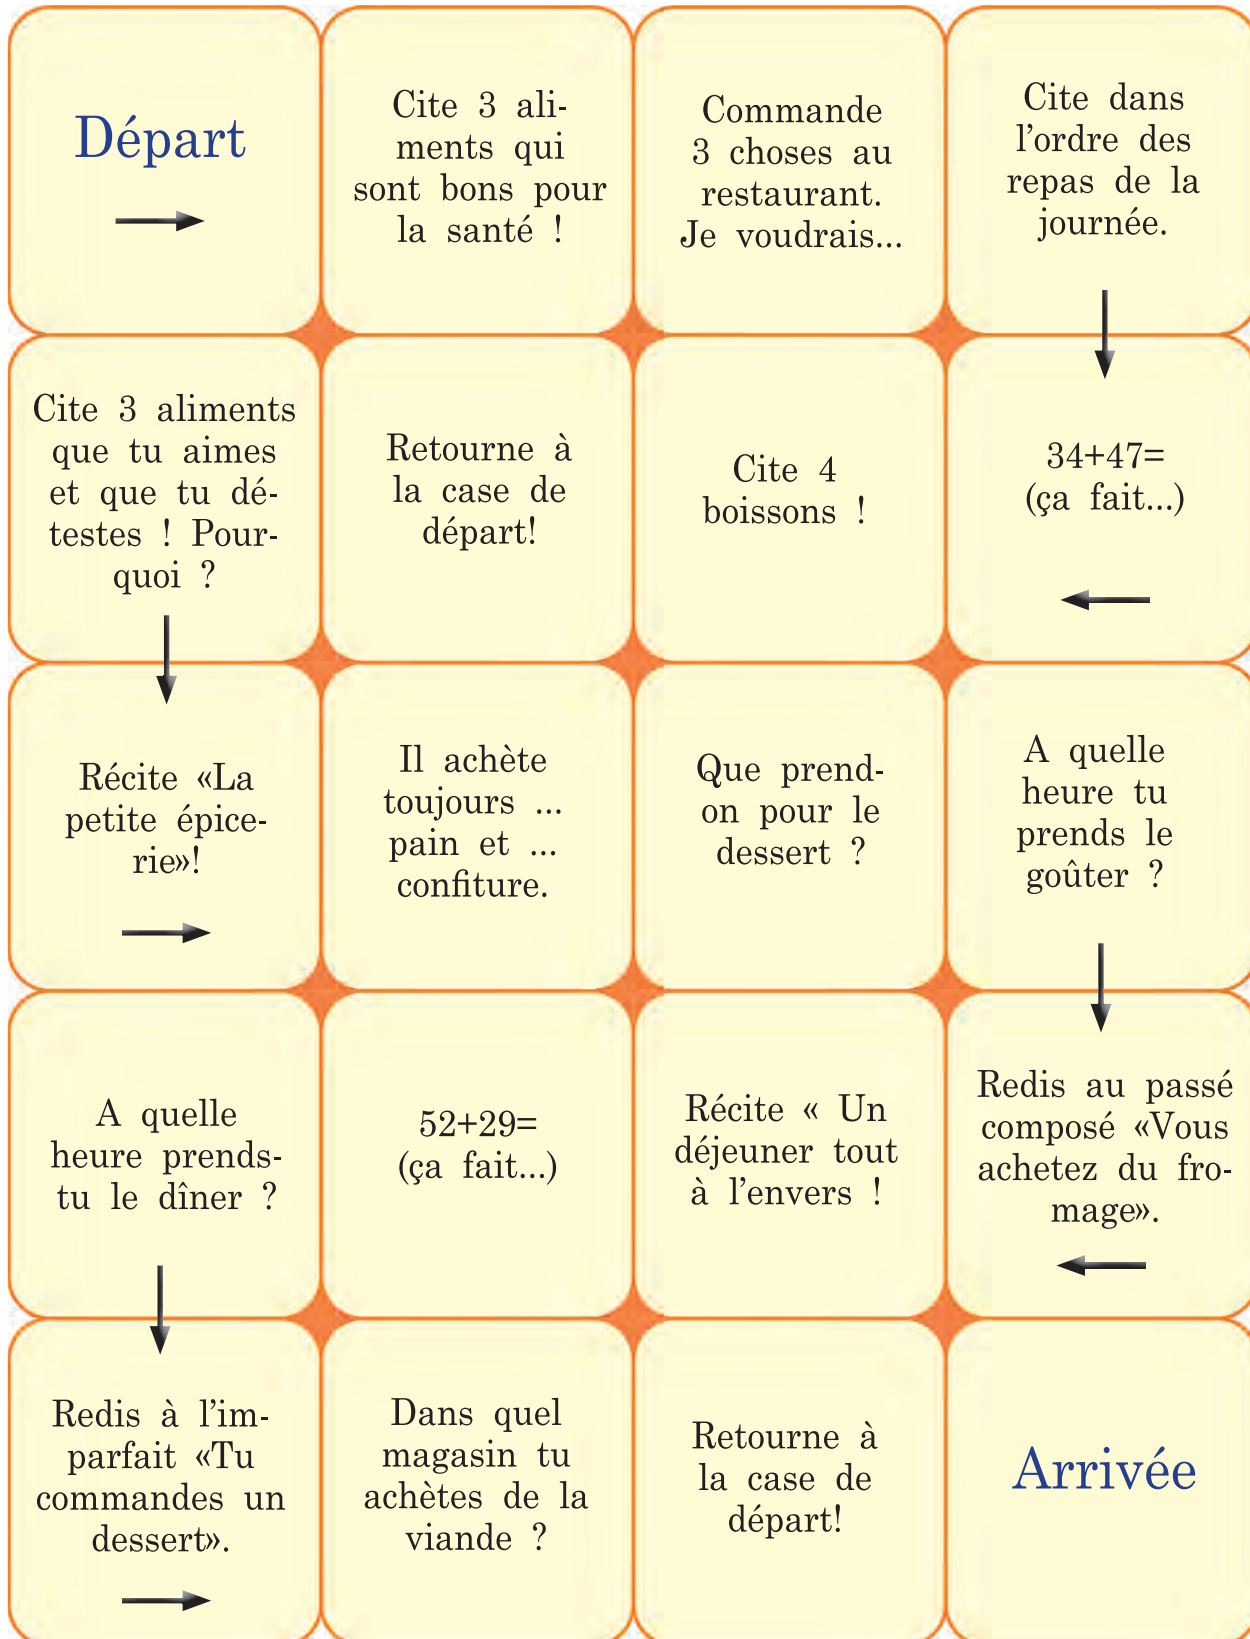 Départ
Cite 3 ali-
ments qui
sont bons pour
la santé !
Commande
3 choses au
restaurant.
Je voudrais...
Cite dans
l'ordre des
repas de la
journée.
Cite 3 aliments
que tu aimes
et que tu dé-
testes ! Pour-
quoi ?
Retourne à
la case de
départ!
Cite 4
boissons !
34+47=
(ça fait...)
Récite «La
petite épice-
rie»!
Il achète
toujours ...
pain et ...
confiture.
Que prend-
on pour le
dessert ?
A quelle
heure tu
prends le
goûter ?
A quelle
heure prends-
tu le dîner ?
52+29=
(ça fait...)
Récite « Un
déjeuner tout
à l'envers !
Redis au passé
composé «Vous
achetez du fro-
mage».
Redis à l'im-
parfait «Tu
commandes un
dessert».
Dans quel
magasin tu
achètes de la
viande ?
Retourne à
la case de
départ!
Arrivée